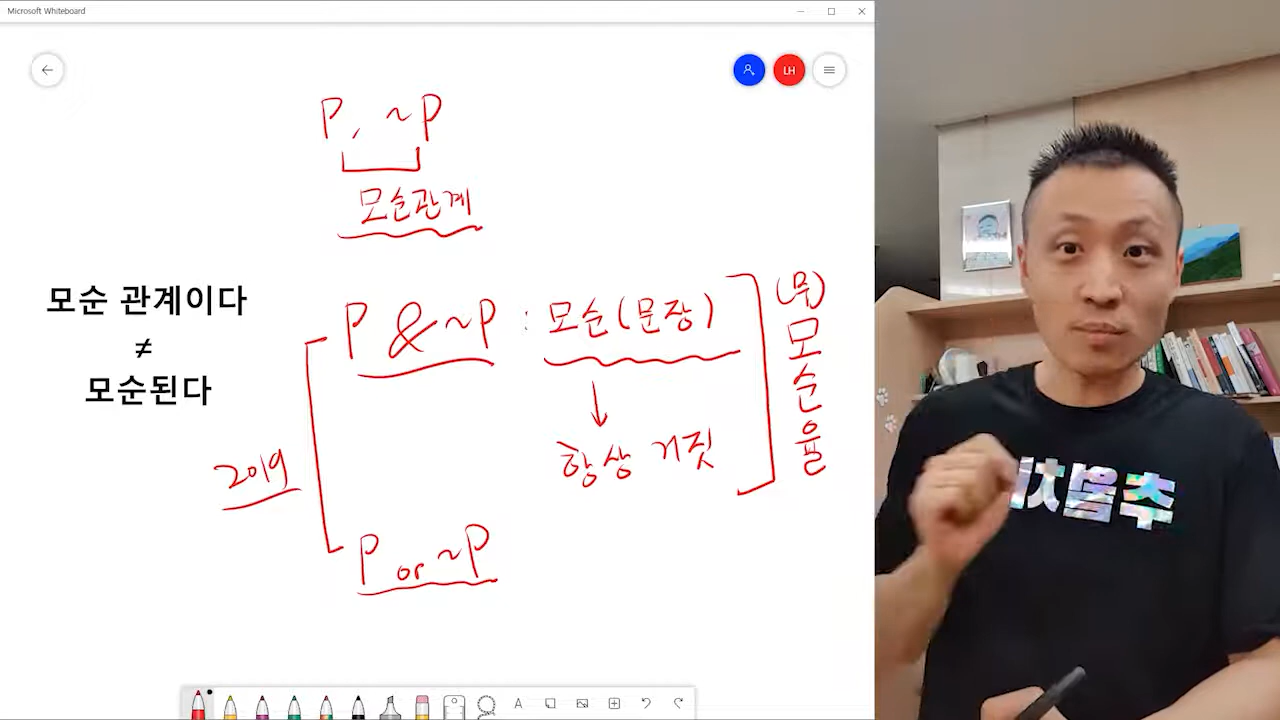 Microsoft Whiteboard
LH
P, ~P
모순관계
모순 관계이다
≠
모순된다
P & ~P : 모순(문장)
(무)모순율
항상 거짓
2019
P or ~P
A